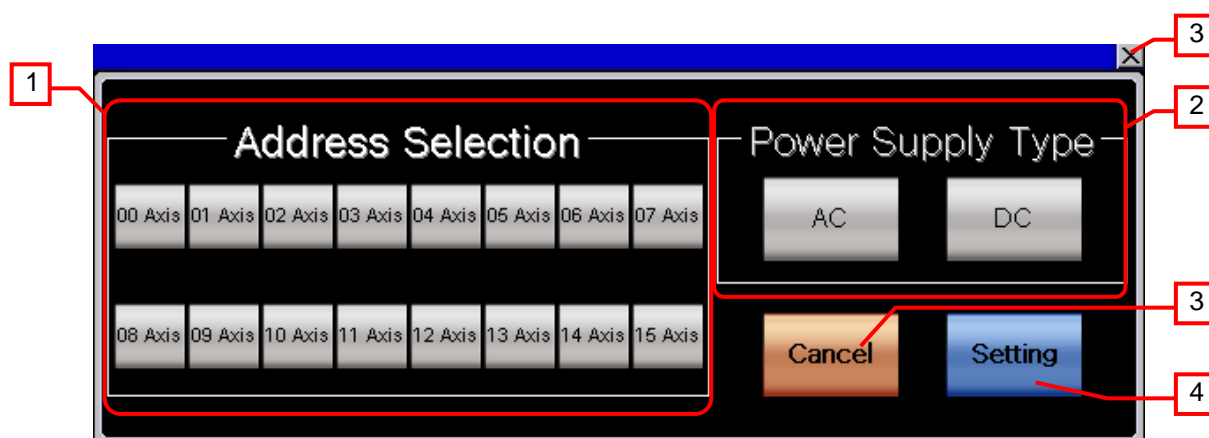 3
1
2
Address Selection
Power Supply Type
00 Axis 01 Axis 02 Axis 03 Axis 04 Axis 05 Axis 06 Axis 07 Axis
AC DC
08 Axis 09 Axis 10 Axis 11 Axis 12 Axis 13 Axis 14 Axis 15 Axis
3
Cancel Setting
4